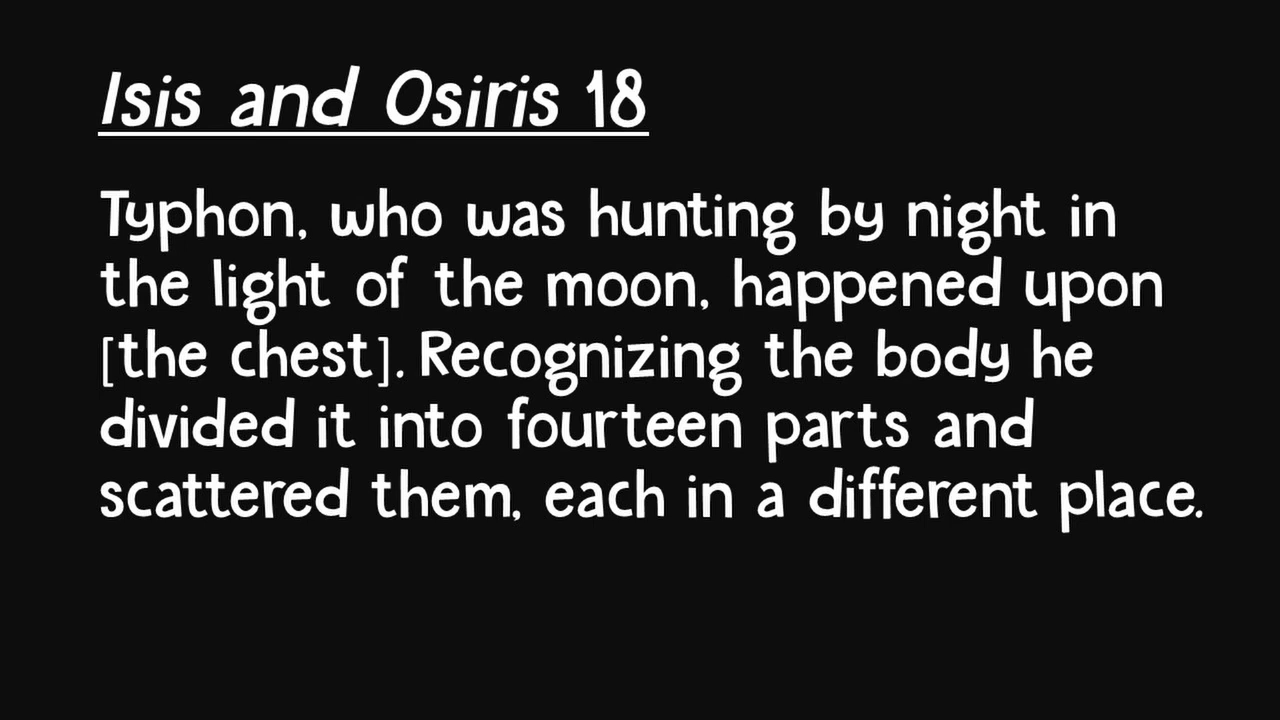 Isis and Osiris 18
Typhon, who was hunting by night in
the light of the moon, happened upon
[the chest]. Recognizing the body he
divided it into fourteen parts and
scattered them, each in a different place.